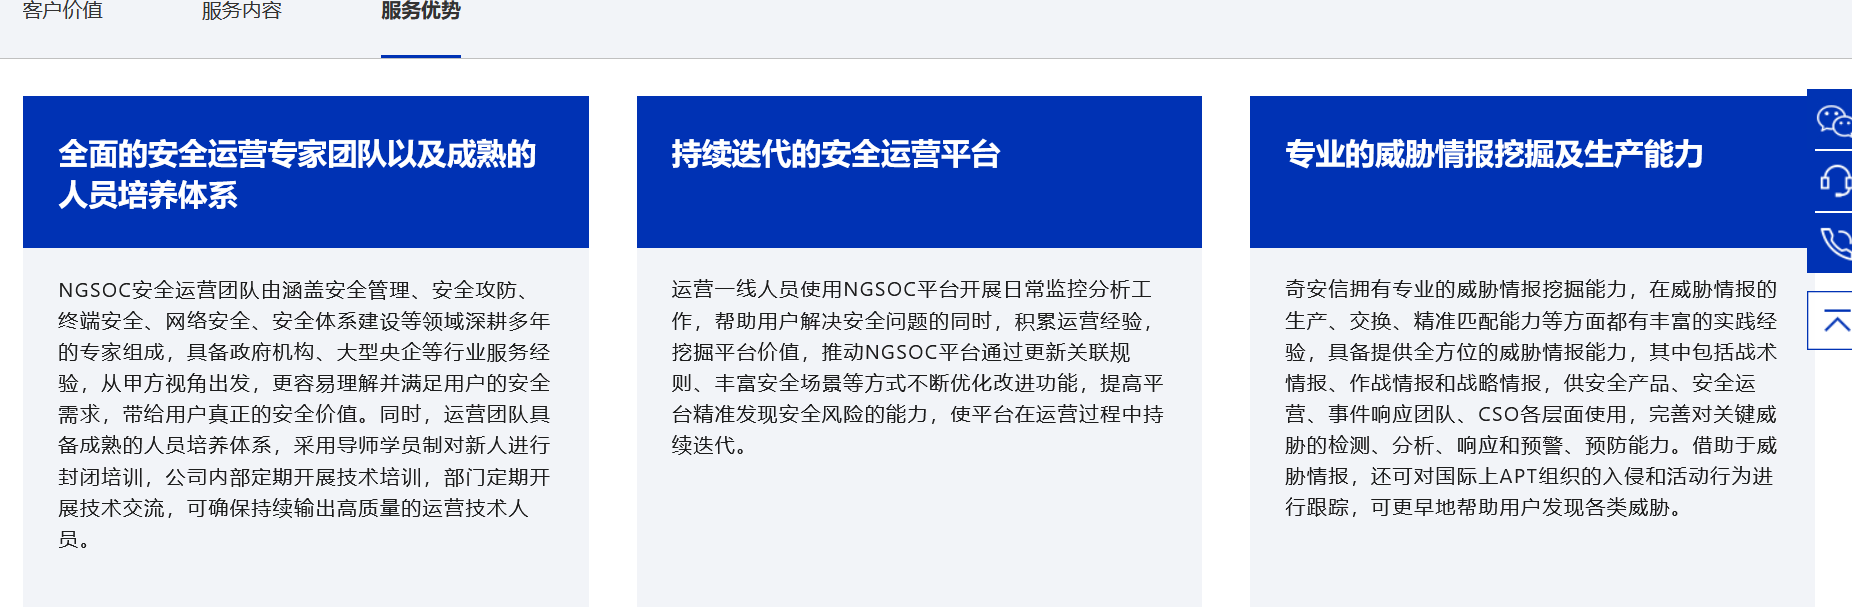 客户价值
服务内容
服务优势
全面的安全运营专家团队以及成熟的
人员培养体系
NGSOC安全运营团队由涵盖安全管理、安全攻防、
终端安全、网络安全、安全体系建设等领域深耕多年
的专家组成，具备政府机构、大型央企等行业服务经
验，从甲方视角出发，更容易理解并满足用户的安全
需求，带给用户真正的安全价值。同时，运营团队具
备成熟的人员培养体系，采用导师学员制对新人进行
封闭培训，公司内部定期开展技术培训，部门定期开
展技术交流，可确保持续输出高质量的运营技术人
员。
持续迭代的安全运营平台
运营一线人员使用NGSOC平台开展日常监控分析工
作，帮助用户解决安全问题的同时，积累运营经验，
挖掘平台价值，推动NGSOC平台通过更新关联规
则、丰富安全场景等方式不断优化改进功能，提高平
台精准发现安全风险的能力，使平台在运营过程中持
续迭代。
专业的威胁情报挖掘及生产能力
奇安信拥有专业的威胁情报挖掘能力，在威胁情报的
生产、交换、精准匹配能力等方面都有丰富的实践经
验，具备提供全方位的威胁情报能力，其中包括战术
情报、作战情报和战略情报，供安全产品、安全运
营、事件响应团队、CSO各层面使用，完善对关键威
胁的检测、分析、响应和预警、预防能力。借助于威
胁情报，还可对国际上APT组织的入侵和活动行为进
行跟踪，可更早地帮助用户发现各类威胁。